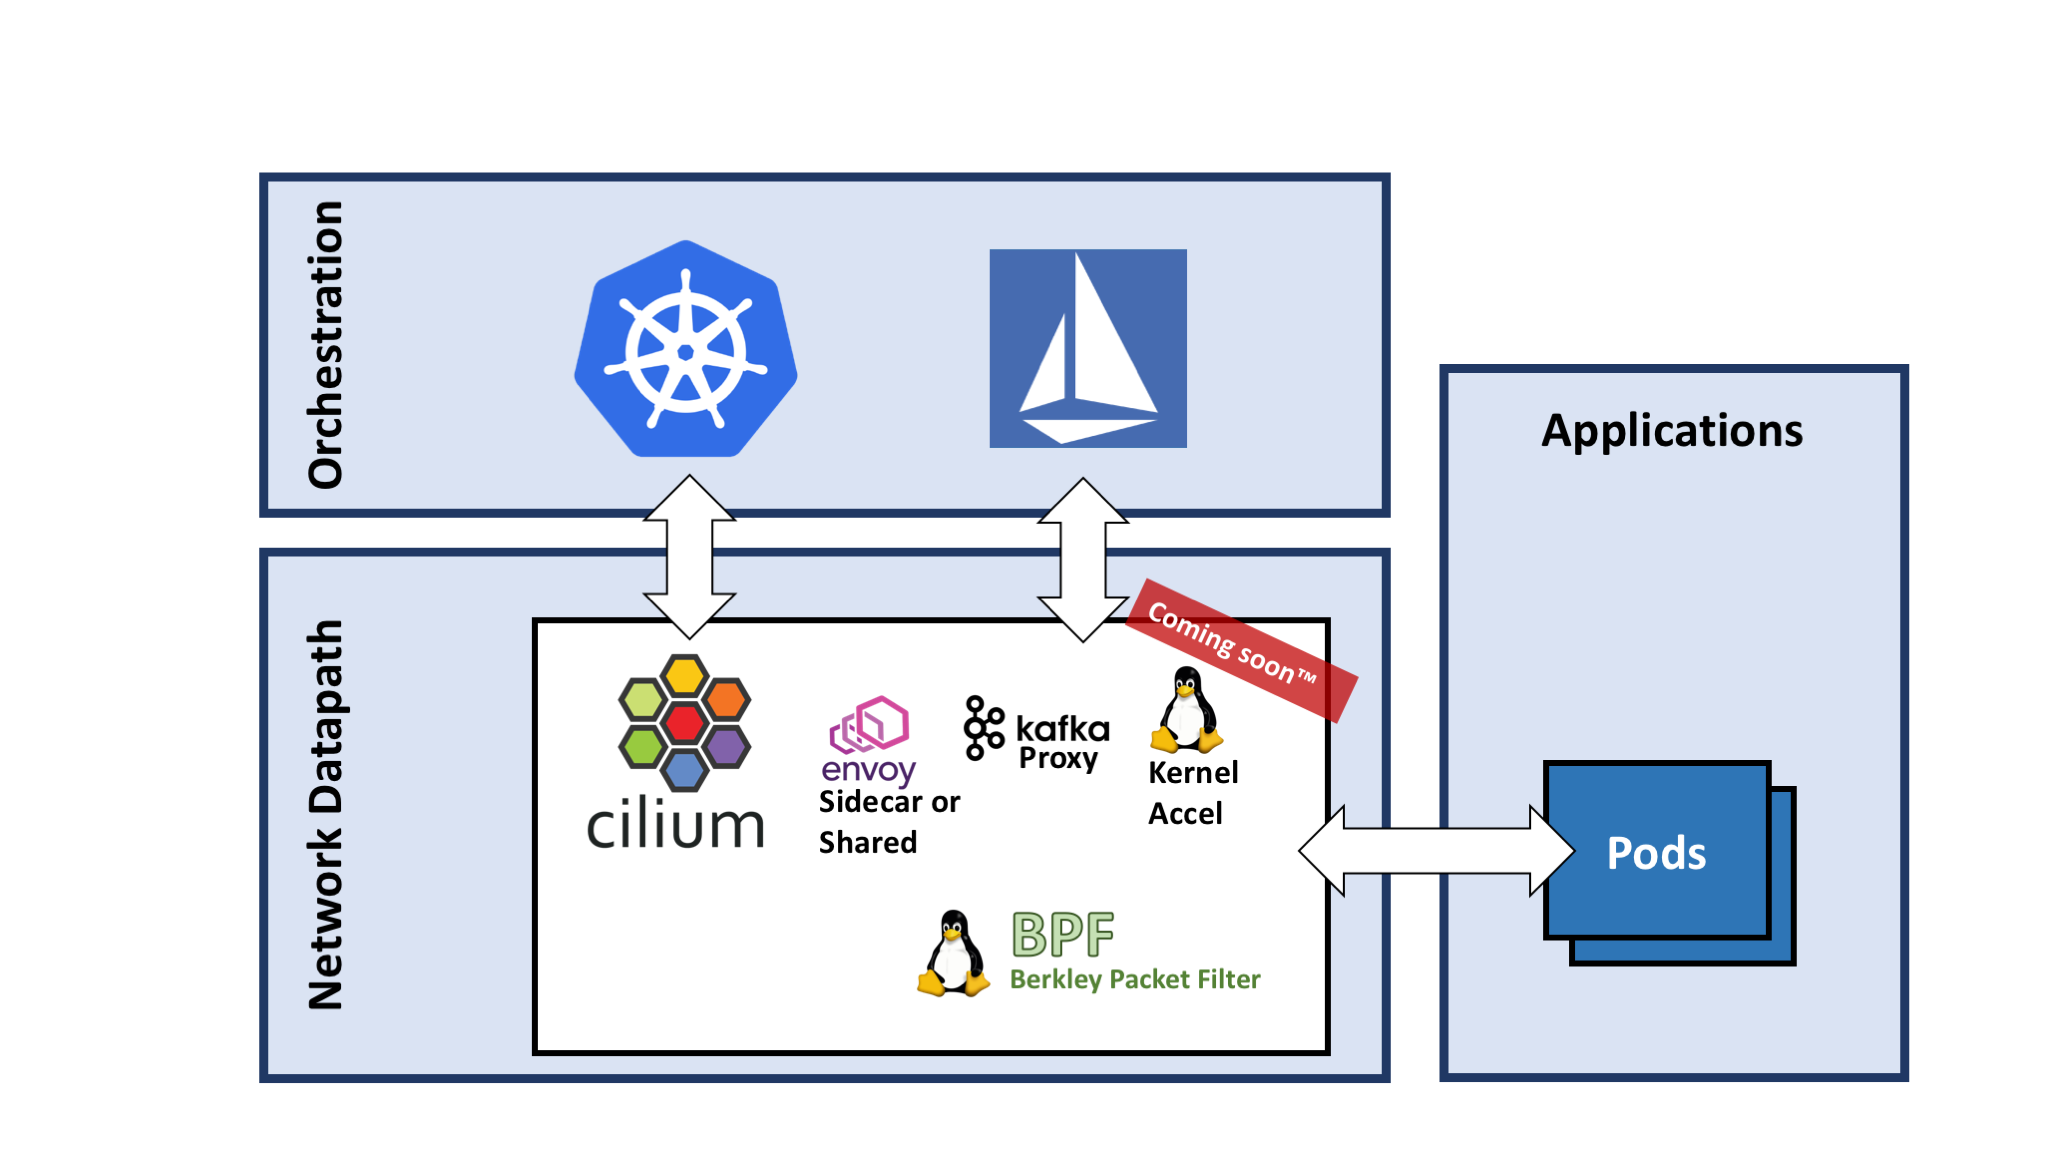 Orchestration
Applications
Network Datapath
Coming soon™
cilium
envoy
Sidecar or
Shared
kafka
Proxy
Kernel
Accel
BPF
Berkley Packet Filter
Pods